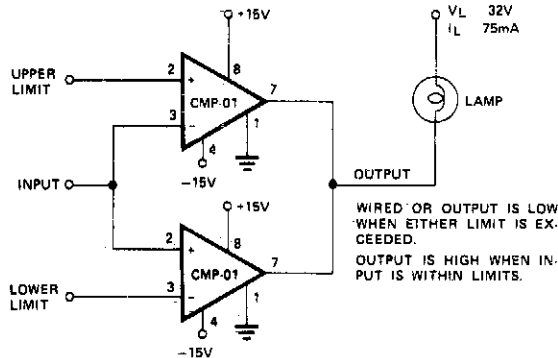 +15V
VL 32V
IL 75mA
UPPER LIMIT
2
+
8
7
CMP-01
LAMP
3
−
1
4
−15V
INPUT
OUTPUT
WIRED OR OUTPUT IS LOW
WHEN EITHER LIMIT IS EX-
CEEDED.
OUTPUT IS HIGH WHEN IN-
PUT IS WITHIN LIMITS.
+15V
2
+
8
7
CMP-01
LOWER LIMIT
3
−
1
4
−15V